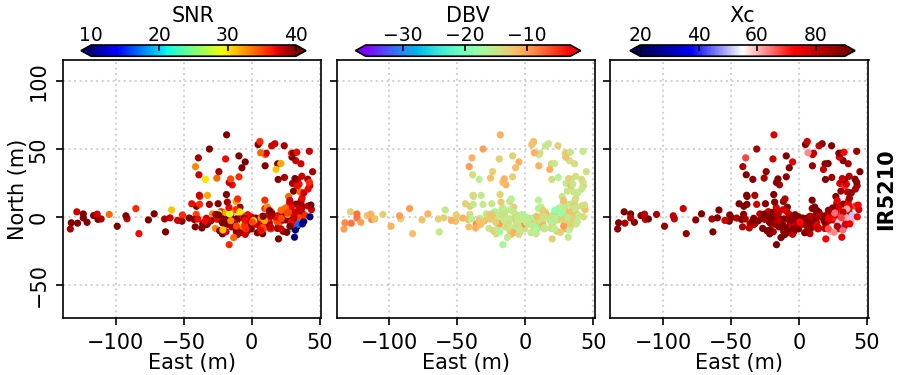 SNR DBV Xc
10 20 30 40 −30 −20 −10 20 40 60 80
100
50
0
−50
North (m)
IR5210
−100 −50 0 50 −100 −50 0 50 −100 −50 0 50
East (m) East (m) East (m)